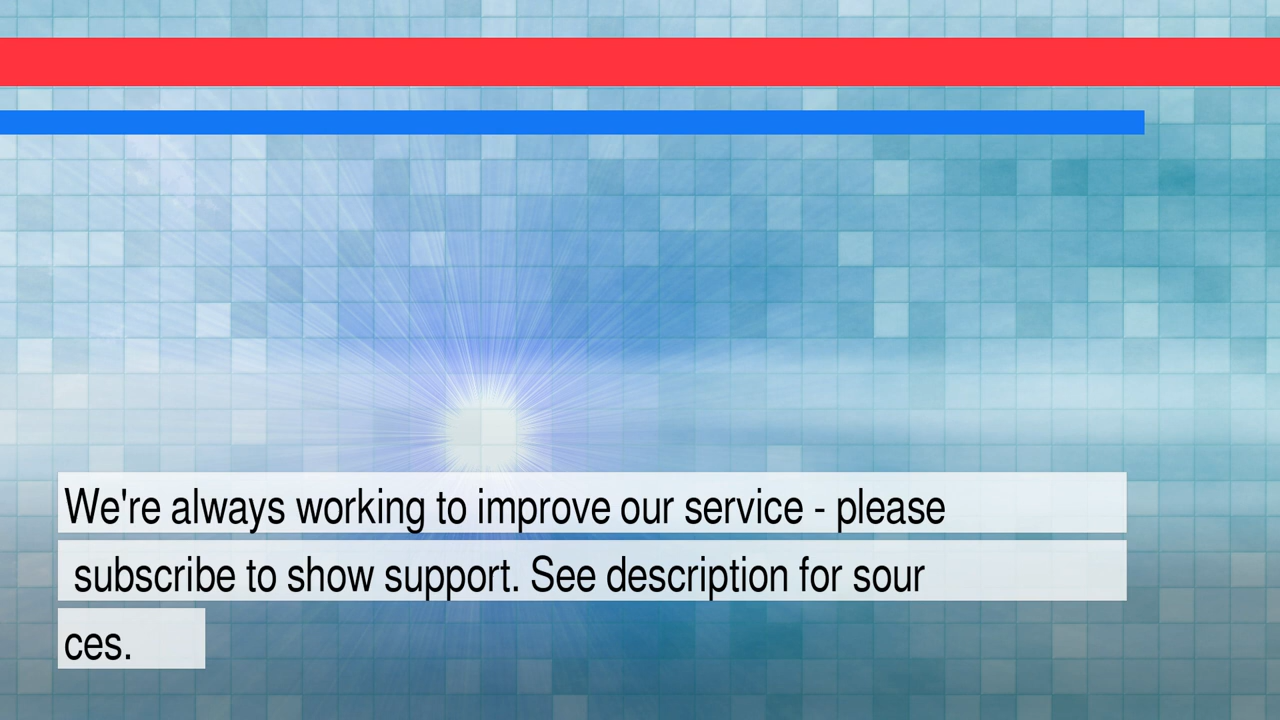 We're always working to improve our service - please
subscribe to show support. See description for sour
ces.